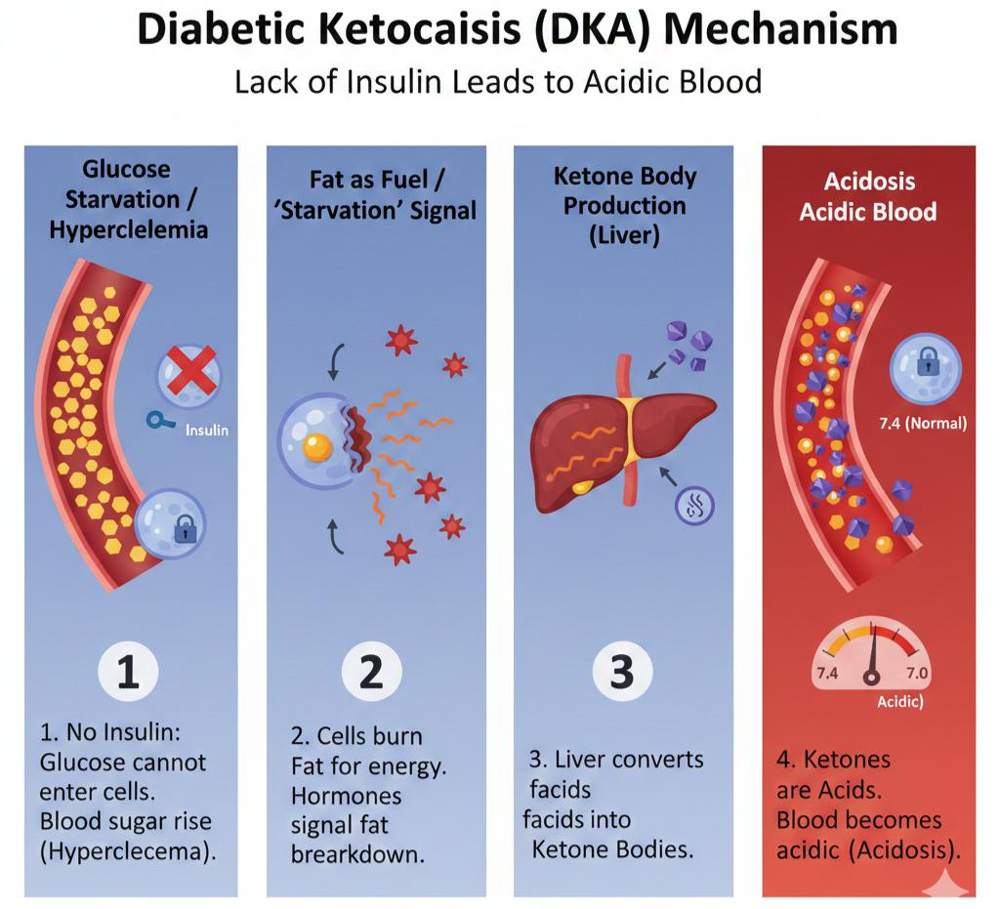 Diabetic Ketocaisis (DKA) Mechanism
Lack of Insulin Leads to Acidic Blood
Glucose
Starvation /
Hyperclelemia
Insulin
1
1. No Insulin:
Glucose cannot
enter cells.
Blood sugar rise
(Hyperclecema).
Fat as Fuel /
‘Starvation’ Signal
2
2. Cells burn
Fat for energy.
Hormones
signal fat
brearkdown.
Ketone Body
Production
(Liver)
3
3. Liver converts
facids
facids into
Ketone Bodies.
Acidosis
Acidic Blood
7.4 (Normal)
7.4
7.0
Acidic)
4. Ketones
are Acids.
Blood becomes
acidic (Acidosis).